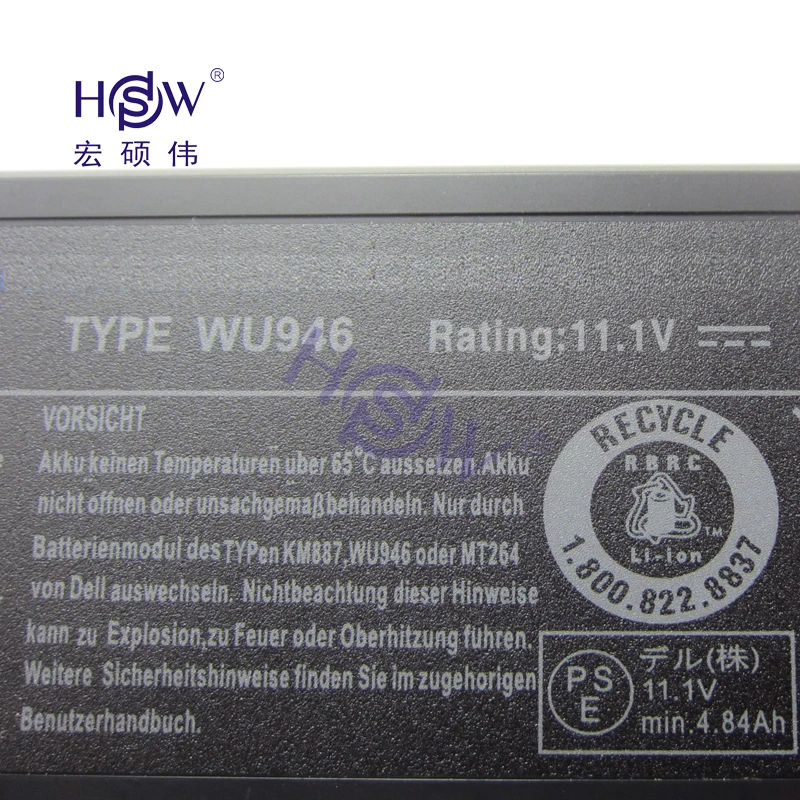 HSW®
宏硕伟
TYPE WU946 Rating:11.1V
VORSICHT
Akku keinen Temperaturen uber 65°C aussetzen.Akku
nicht offnen oder unsachgemaßbehandeln. Nur durch
Batterienmodul des TYPen KM887,WU946 oder MT264
von Dell auswechseln. Nichtbeachtung dieser Hinweise
kann zu Explosion,zu Feuer oder Oberhitzung fuhren.
Weitere Sicherheitshinweise finden Sie im zugehorigen
Benutzerhandbuch.
RECYCLE
RBRC
TM
Li-ion
1.800.822.8837
PS
E
デル(株)
11.1V
min.4.84Ah